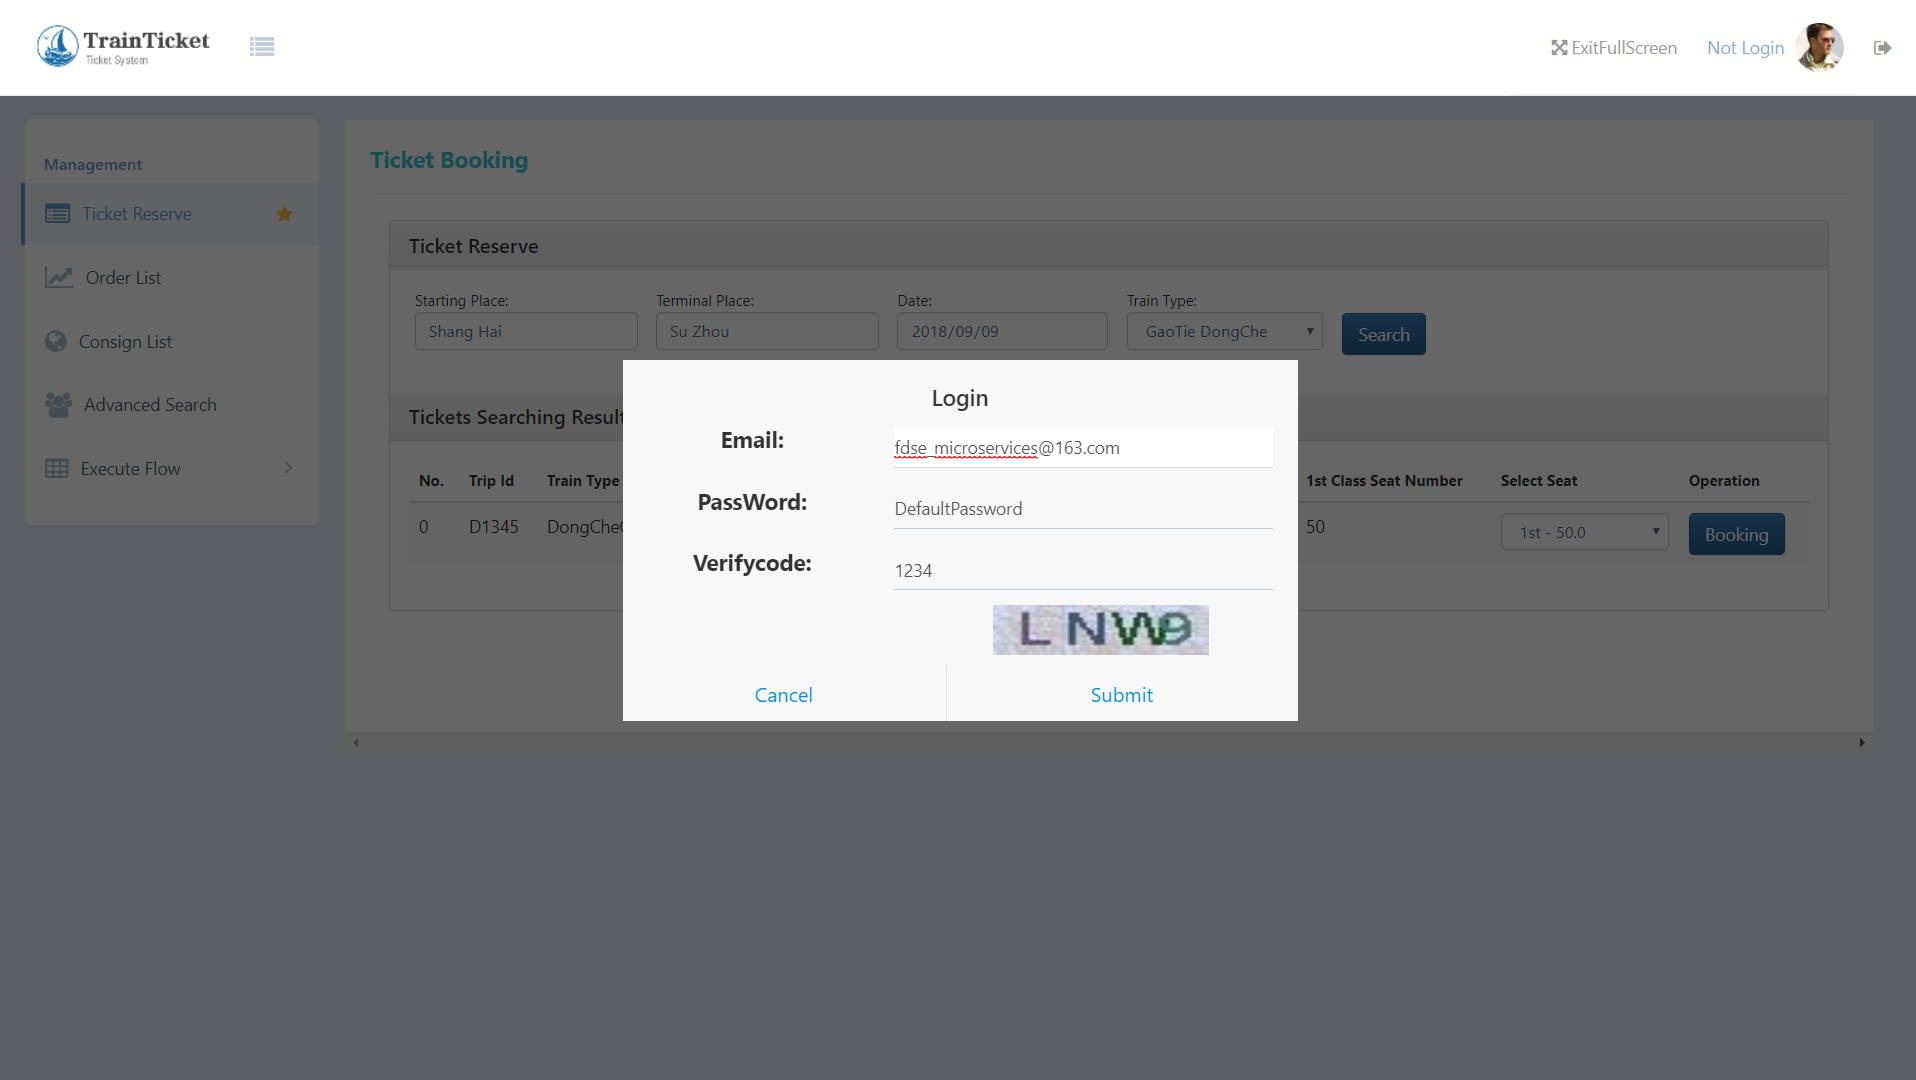 TrainTicket
Ticket System
ExitFullScreen
Not Login
Management
Ticket Reserve
Order List
Consign List
Advanced Search
Execute Flow
Ticket Booking
Ticket Reserve
Starting Place: Terminal Place: Date: Train Type:
Shang Hai Su Zhou 2018/09/09 GaoTie DongChe Search
Tickets Searching Result
No. Trip Id Train Type 1st Class Seat Number Select Seat Operation
0 D1345 DongChe 50 1st - 50.0 Booking
Login
Email: fdse_microservices@163.com
PassWord: DefaultPassword
Verifycode: 1234
LNW9
Cancel Submit